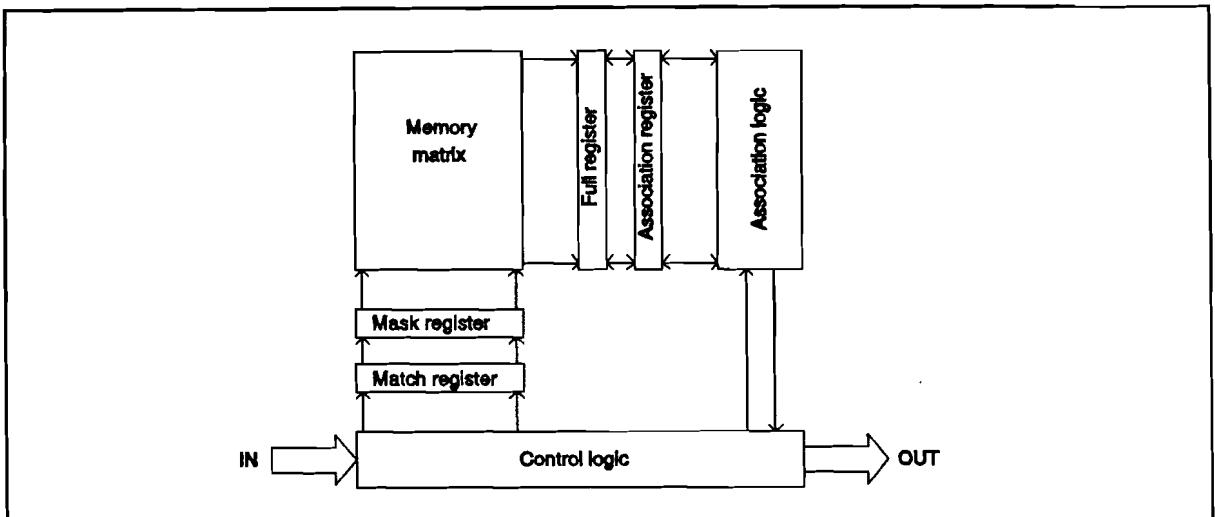 Memory
matrix
Full register
Association register
Association logic
Mask register
Match register
IN
Control logic
OUT